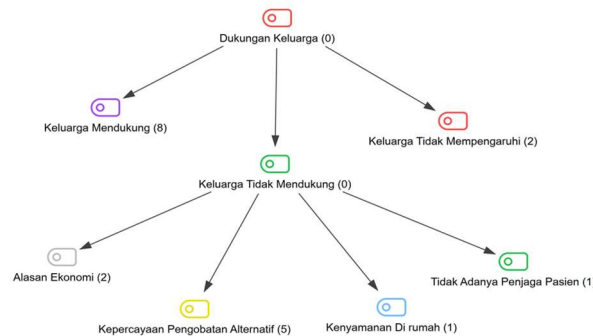 Dukungan Keluarga (0)
Keluarga Mendukung (8)
Keluarga Tidak Mempengaruhi (2)
Keluarga Tidak Mendukung (0)
Alasan Ekonomi (2)
Tidak Adanya Penjaga Pasien (1
Kepercayaan Pengobatan Alternatif (5)
Kenyamanan Di rumah (1)